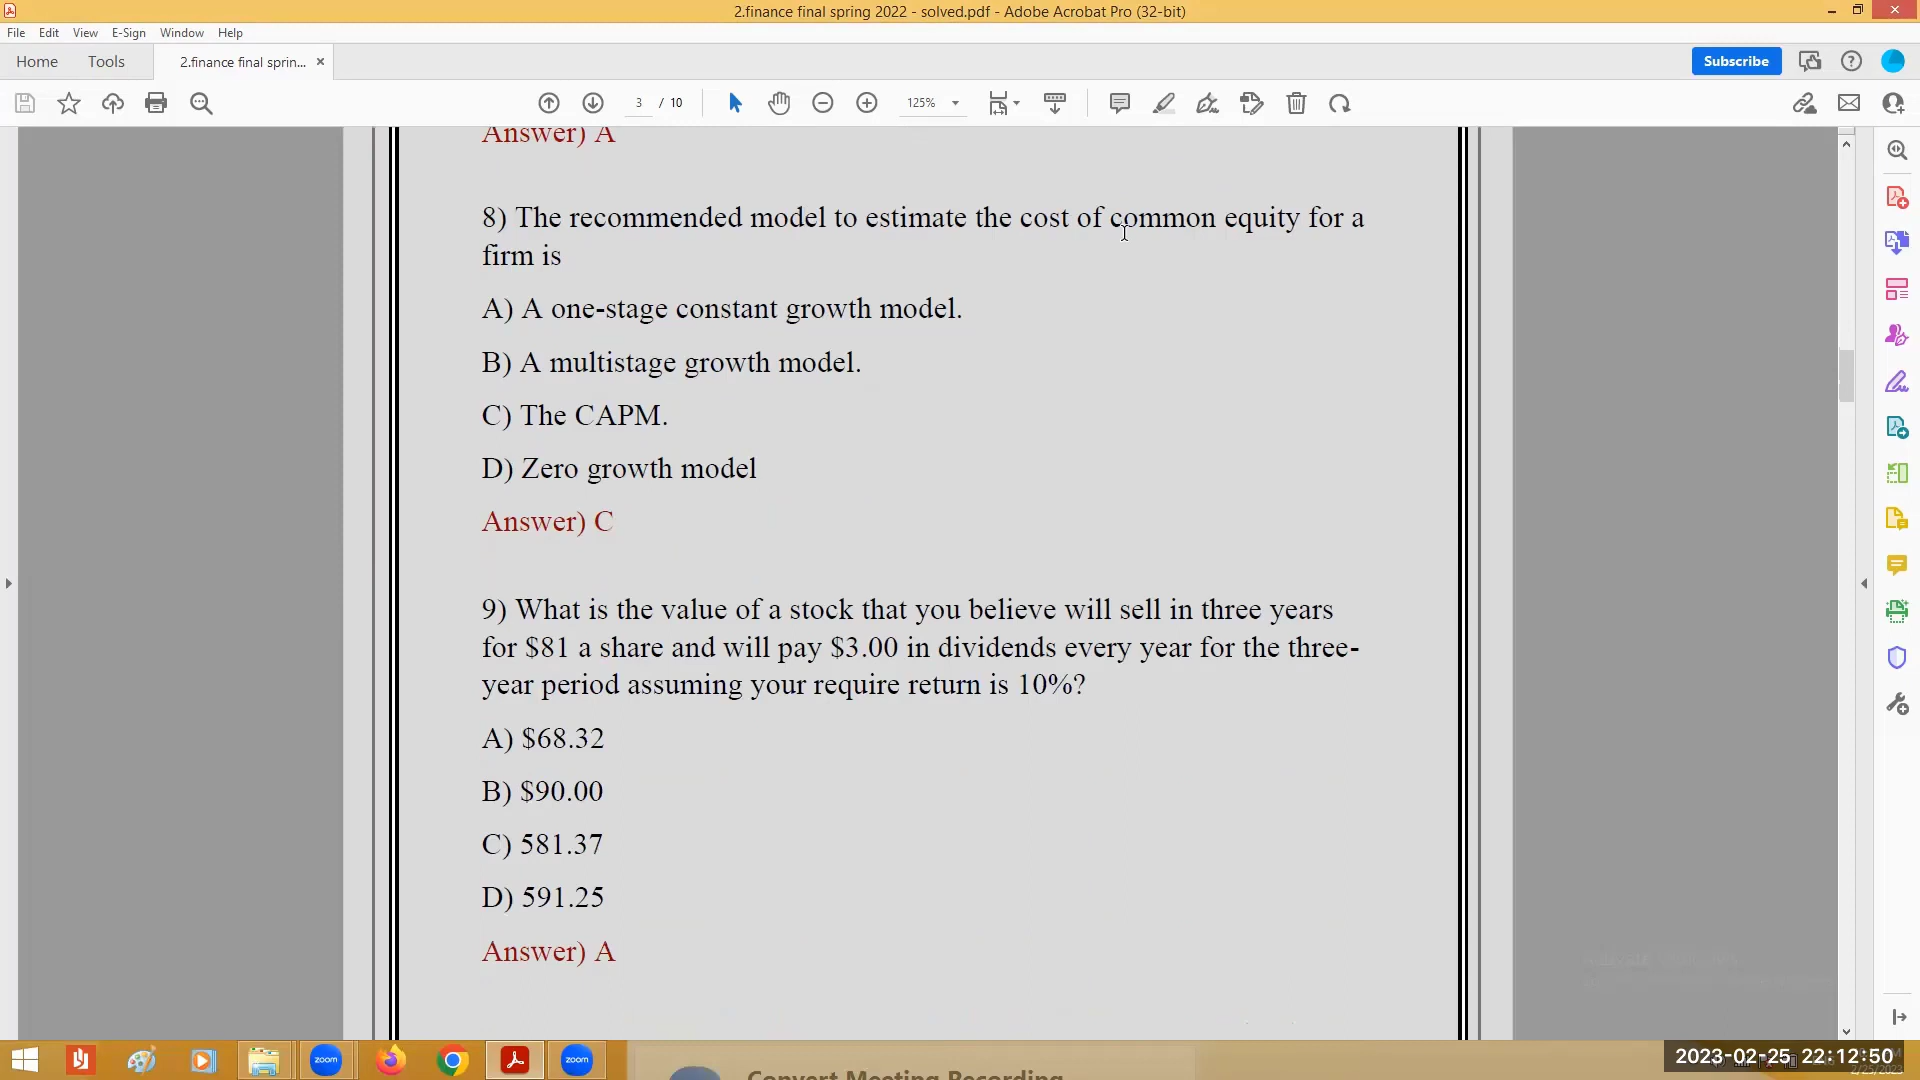 2.finance final spring 2022 - solved.pdf - Adobe Acrobat Pro (32-bit)
File Edit View E-Sign Window Help
Home Tools 2.finance final sprin... × Subscribe
3 / 10 125%
Answer) A
8) The recommended model to estimate the cost of common equity for a
firm is
A) A one-stage constant growth model.
B) A multistage growth model.
C) The CAPM.
D) Zero growth model
Answer) C
9) What is the value of a stock that you believe will sell in three years
for $81 a share and will pay $3.00 in dividends every year for the three-
year period assuming your require return is 10%?
A) $68.32
B) $90.00
C) 581.37
D) 591.25
Answer) A
zoom zoom
Convert Meeting Recording
2023-02-25 22:12:50
2/25/2023